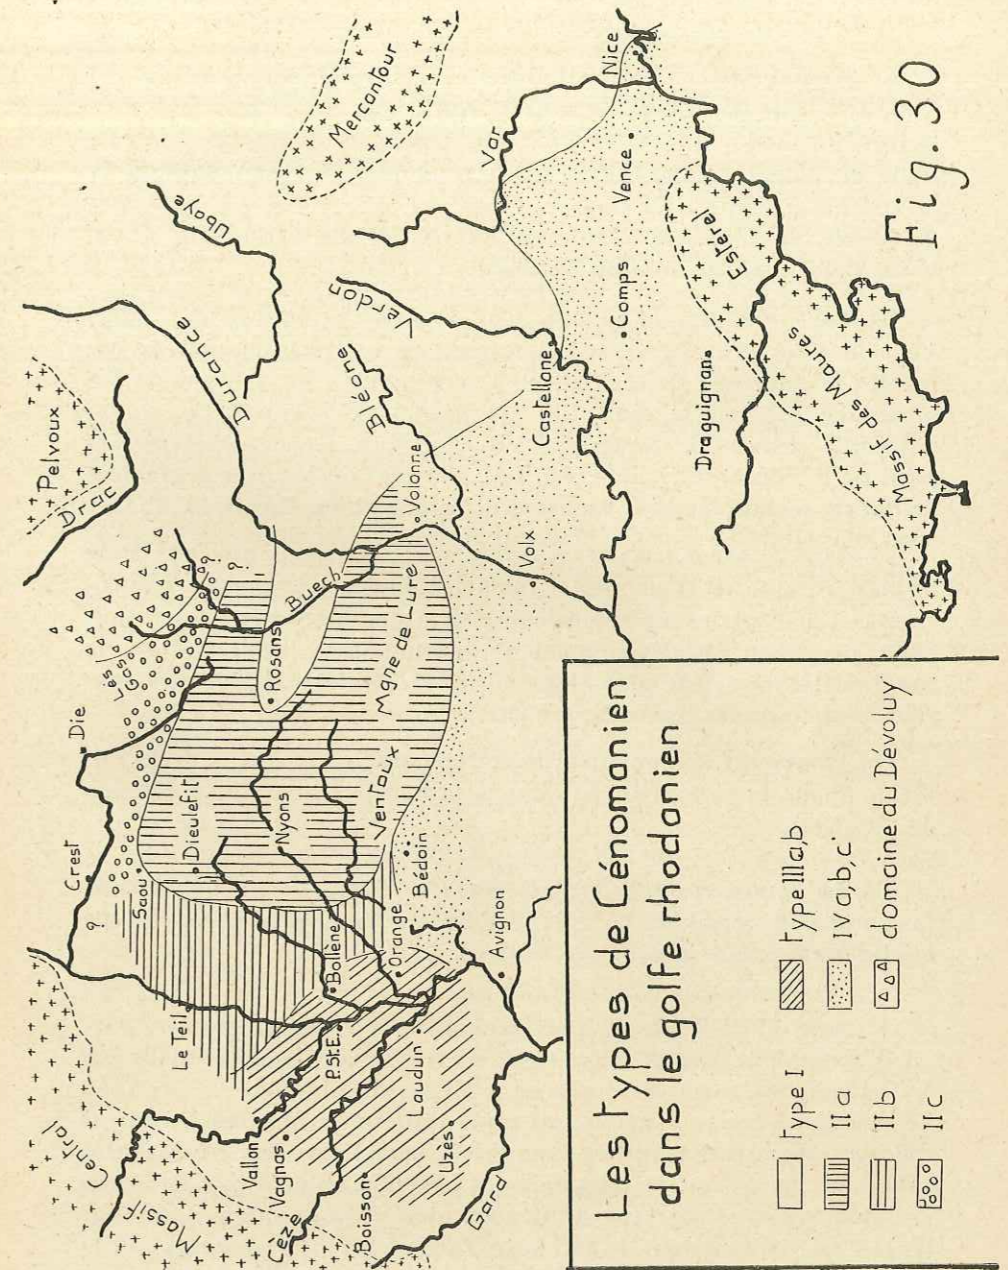 Fig. 30
Mercantour
Var
Nice
Vence
Comps
Estérel
Ubaye
Verdon
Castellane
Draguignan
Massif des Maures
Durance
Bléone
Volonne
Volx
Pelvoux
Drac
Buech
Mgne de Lure
Rosans
Las Gas
?
?
Die
Crest
?
Saou
Dieulefit
Nyons
Ventoux
Bédoin
Orange
Avignon
Bollène
Le Teil
P.St.E.
Laudun
Uzès
Vallon
Vagnas
Boisson
Cèze
Gard
Massif Central
Les types de Cénomanien
dans le golfe rhodanien
type I
II a
II b
II c
type III a,b
IV a,b,c
domaine du Dévoluy